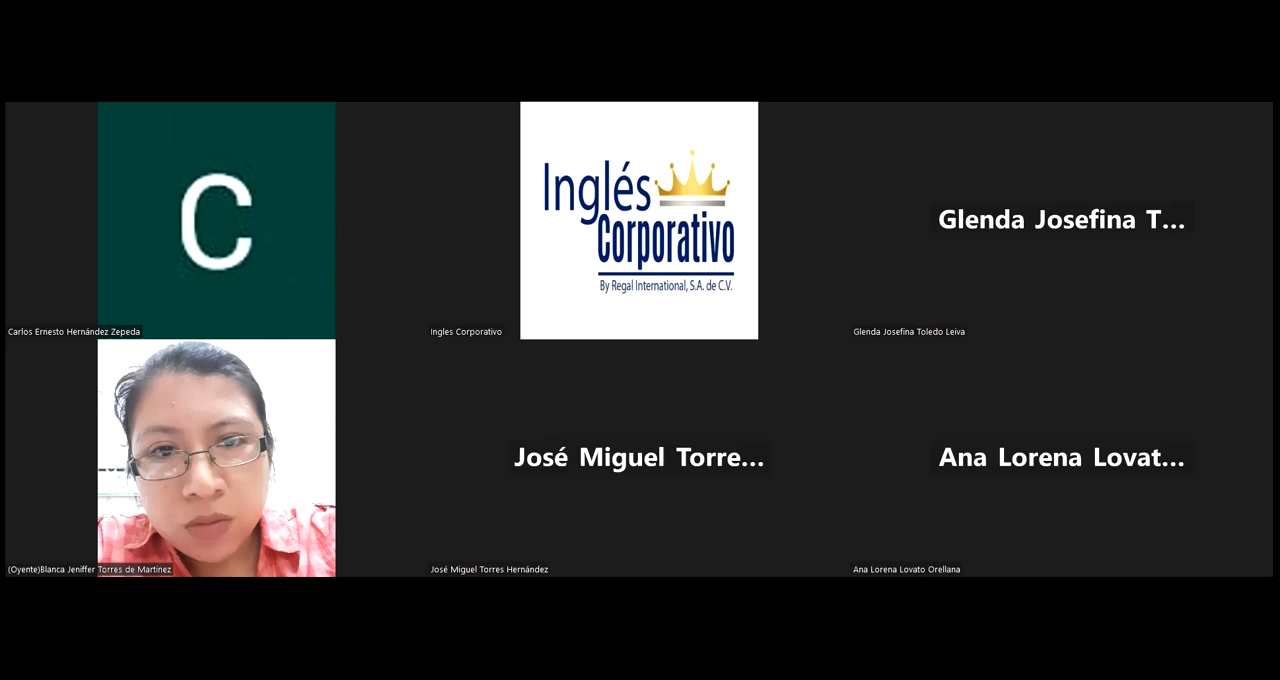 C
Inglés
Corporativo
By Regal International, S.A. de C.V.
Glenda Josefina T...
Carlos Ernesto Hernández Zepeda
Ingles Corporativo
Glenda Josefina Toledo Leiva
José Miguel Torre...
Ana Lorena Lovat...
(Oyente)Blanca Jeniffer Torres de Martinez
José Miguel Torres Hernández
Ana Lorena Lovato Orellana